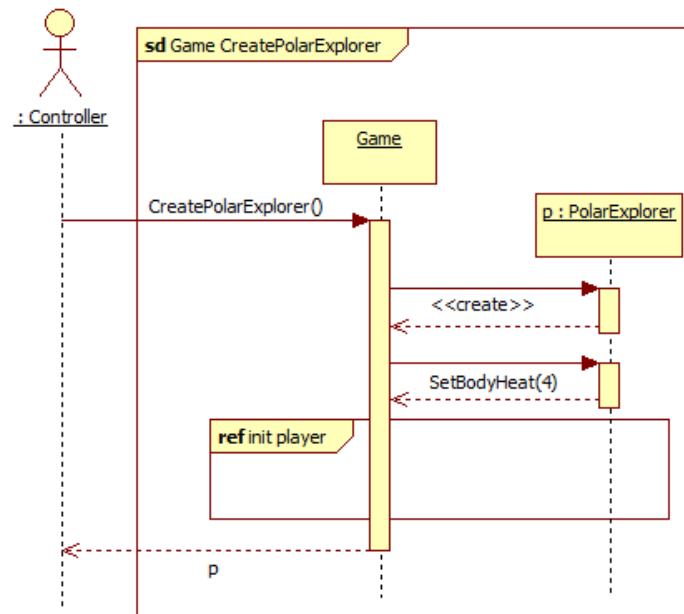 sd Game CreatePolarExplorer
: Controller
Game
CreatePolarExplorer()
p : PolarExplorer
<<create>>
SetBodyHeat(4)
ref init player
p